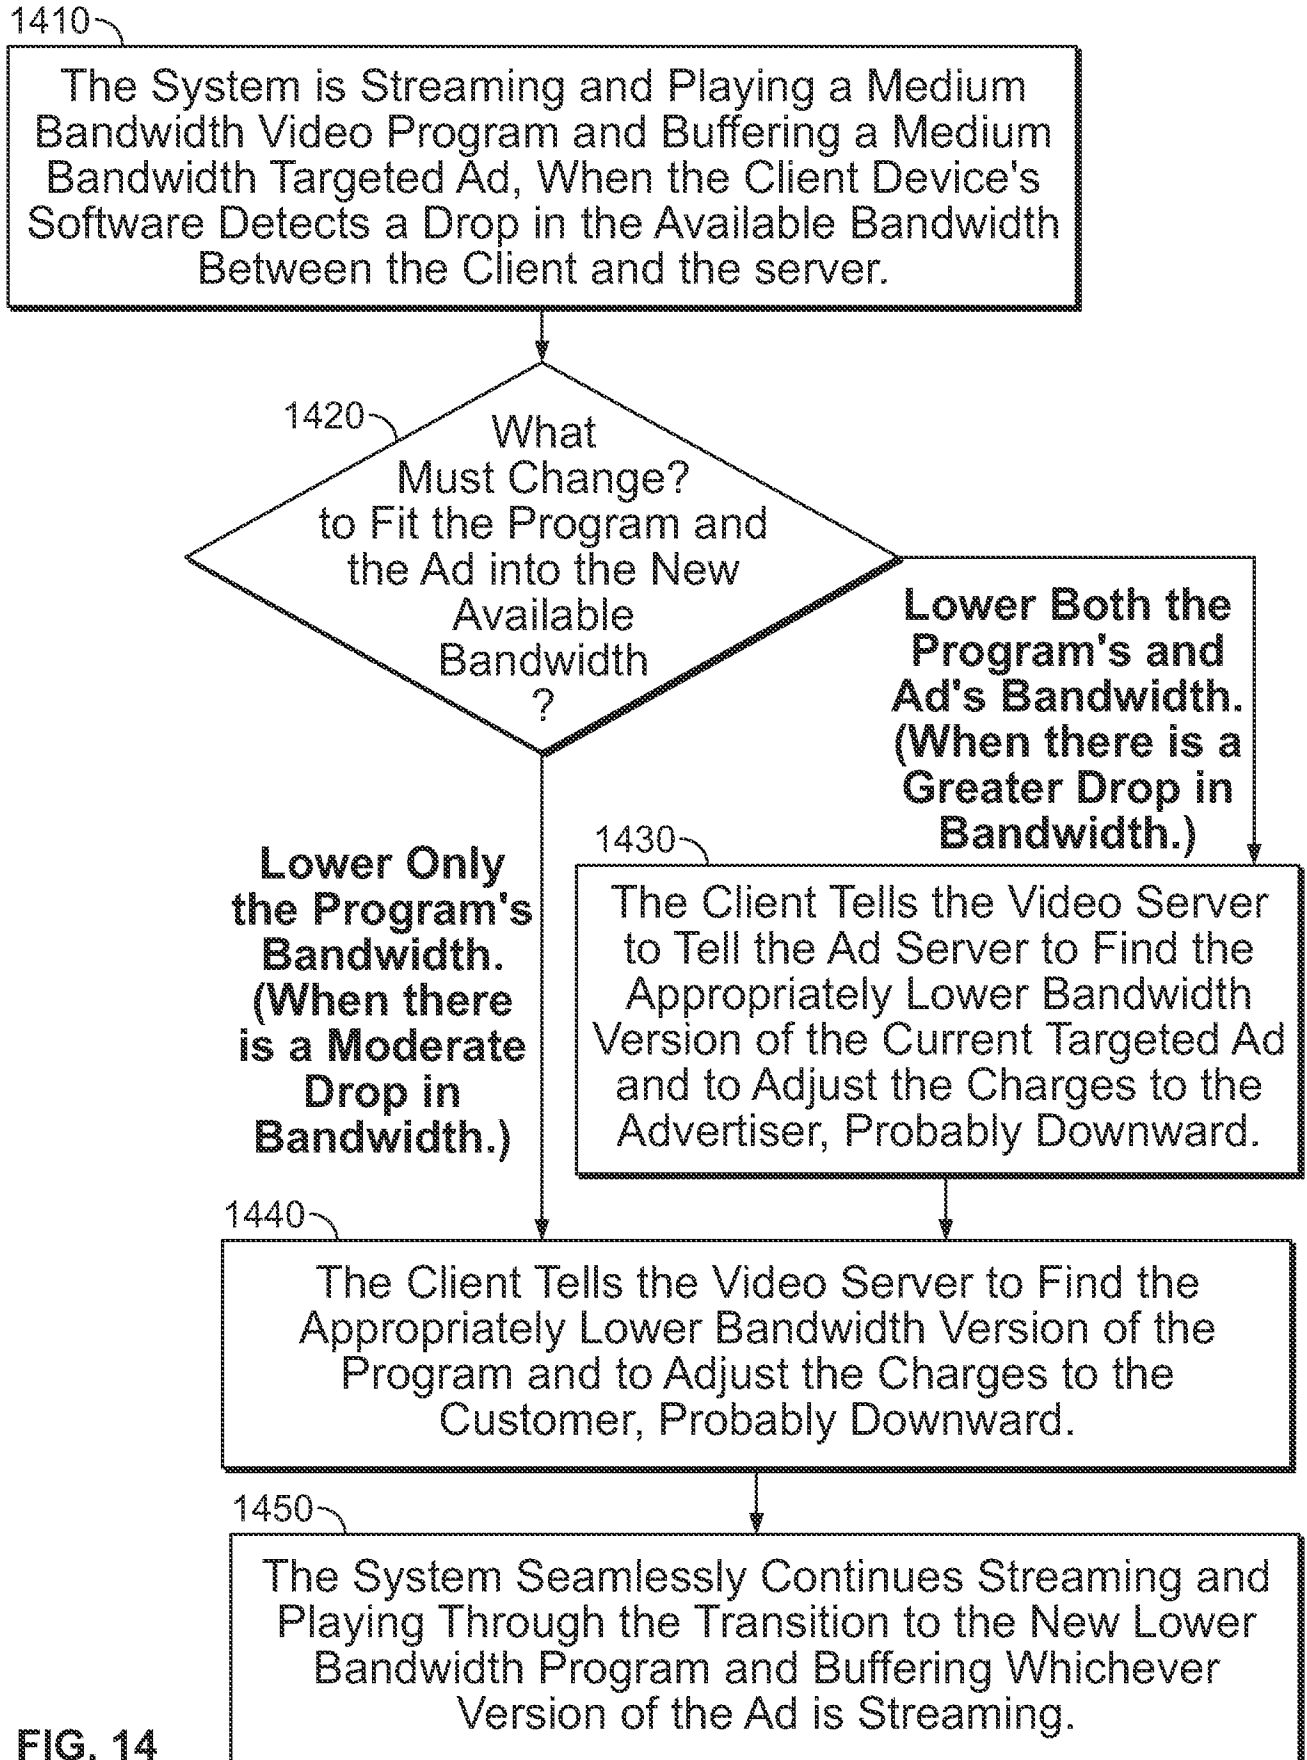 1410
The System is Streaming and Playing a Medium
Bandwidth Video Program and Buffering a Medium
Bandwidth Targeted Ad, When the Client Device's
Software Detects a Drop in the Available Bandwidth
Between the Client and the server.
1420
What
Must Change?
to Fit the Program and
the Ad into the New
Available
Bandwidth
?
Lower Both the
Program's and
Ad's Bandwidth.
(When there is a
Greater Drop in
Bandwidth.)
Lower Only
the Program's
Bandwidth.
(When there
is a Moderate
Drop in
Bandwidth.)
1430
The Client Tells the Video Server
to Tell the Ad Server to Find the
Appropriately Lower Bandwidth
Version of the Current Targeted Ad
and to Adjust the Charges to the
Advertiser, Probably Downward.
1440
The Client Tells the Video Server to Find the
Appropriately Lower Bandwidth Version of the
Program and to Adjust the Charges to the
Customer, Probably Downward.
1450
The System Seamlessly Continues Streaming and
Playing Through the Transition to the New Lower
Bandwidth Program and Buffering Whichever
Version of the Ad is Streaming.
FIG. 14